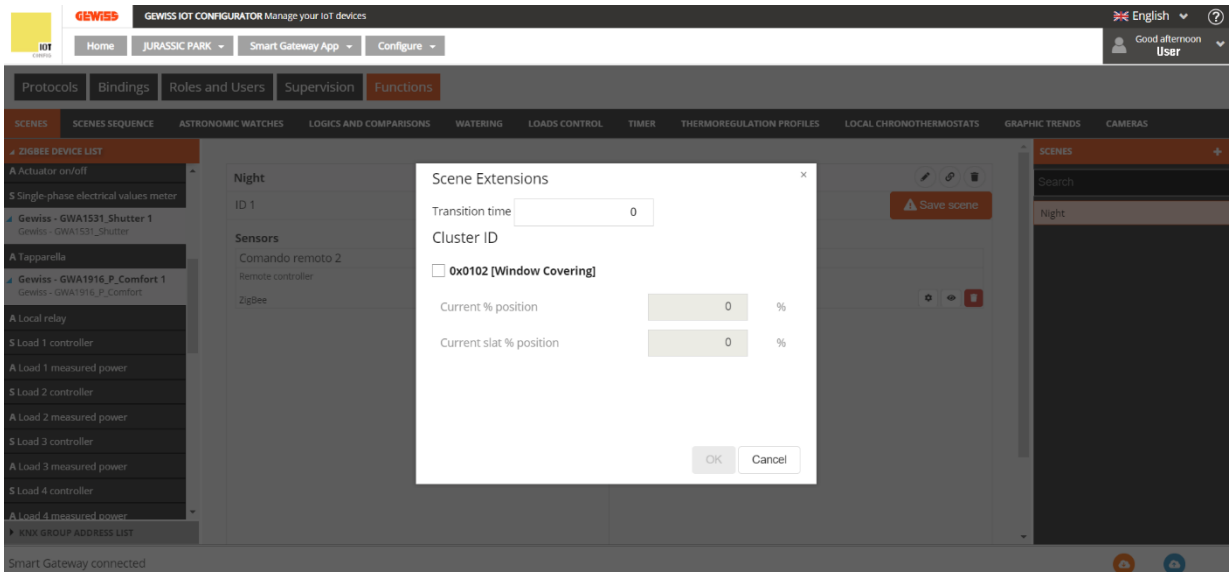 GEWISS GEWISS IOT CONFIGURATOR Manage your IoT devices English ?
IOT
Home JURASSIC PARK Smart Gateway App Configure Good afternoon
User
Protocols Bindings Roles and Users Supervision Functions
SCENES SCENES SEQUENCE ASTRONOMIC WATCHES LOGICS AND COMPARISONS WATERING LOADS CONTROL TIMER THERMOREGULATION PROFILES LOCAL CHRONOTHERMOSTATS GRAPHIC TRENDS CAMERAS
ZIGBEE DEVICE LIST
A Actuator on/off
S Single-phase electrical values meter
Gewiss - GWA1531_Shutter 1
Gewiss - GWA1531_Shutter
A Tapparella
Gewiss - GWA1916_P_Comfort 1
Gewiss - GWA1916_P_Comfort
A Local relay
S Load 1 controller
A Load 1 measured power
S Load 2 controller
A Load 2 measured power
S Load 3 controller
A Load 3 measured power
S Load 4 controller
A Load 4 measured power
KNX GROUP ADDRESS LIST
Night
ID 1
Save scene
Sensors
Comando remoto 2
Remote controller
ZigBee
Scene Extensions ×
Transition time 0
Cluster ID
0x0102 [Window Covering]
Current % position 0 %
Current slat % position 0 %
OK Cancel
SCENES +
Search
Night
Smart Gateway connected